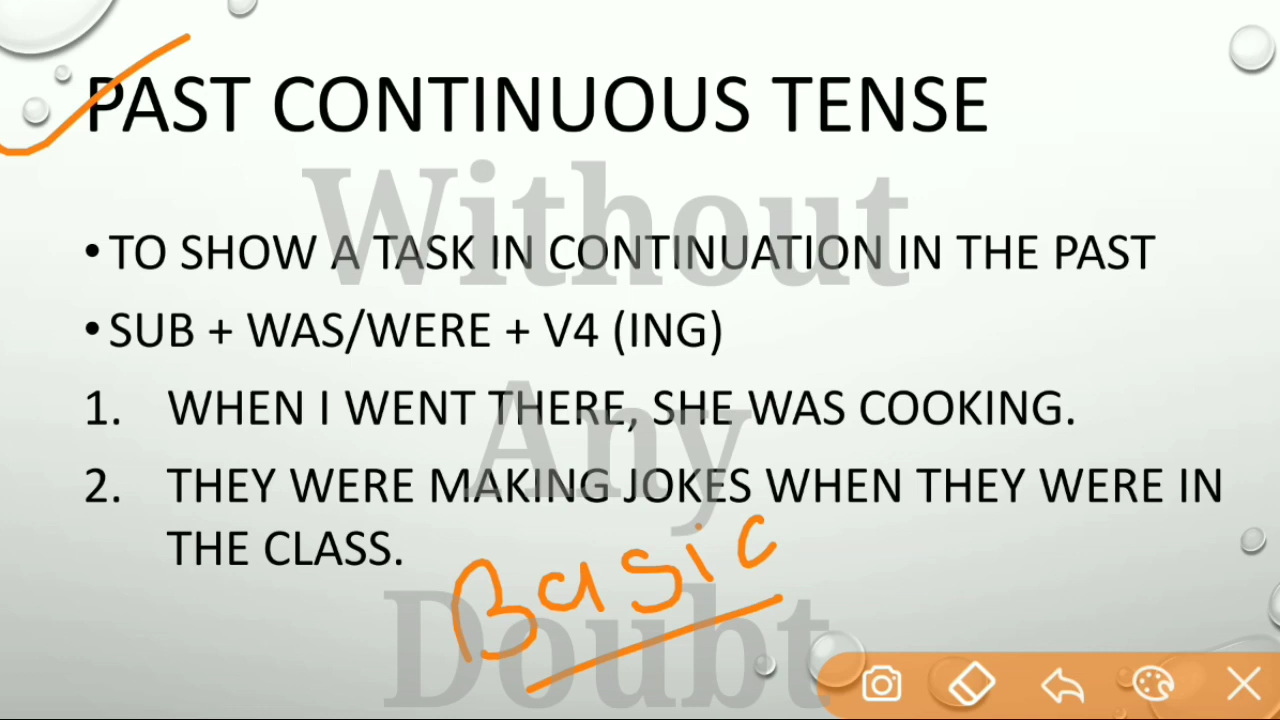 PAST CONTINUOUS TENSE
Without
• TO SHOW A TASK IN CONTINUATION IN THE PAST
• SUB + WAS/WERE + V4 (ING)
1. WHEN I WENT THERE, SHE WAS COOKING.
Any
2. THEY WERE MAKING JOKES WHEN THEY WERE IN
THE CLASS.
Basic
Doubt